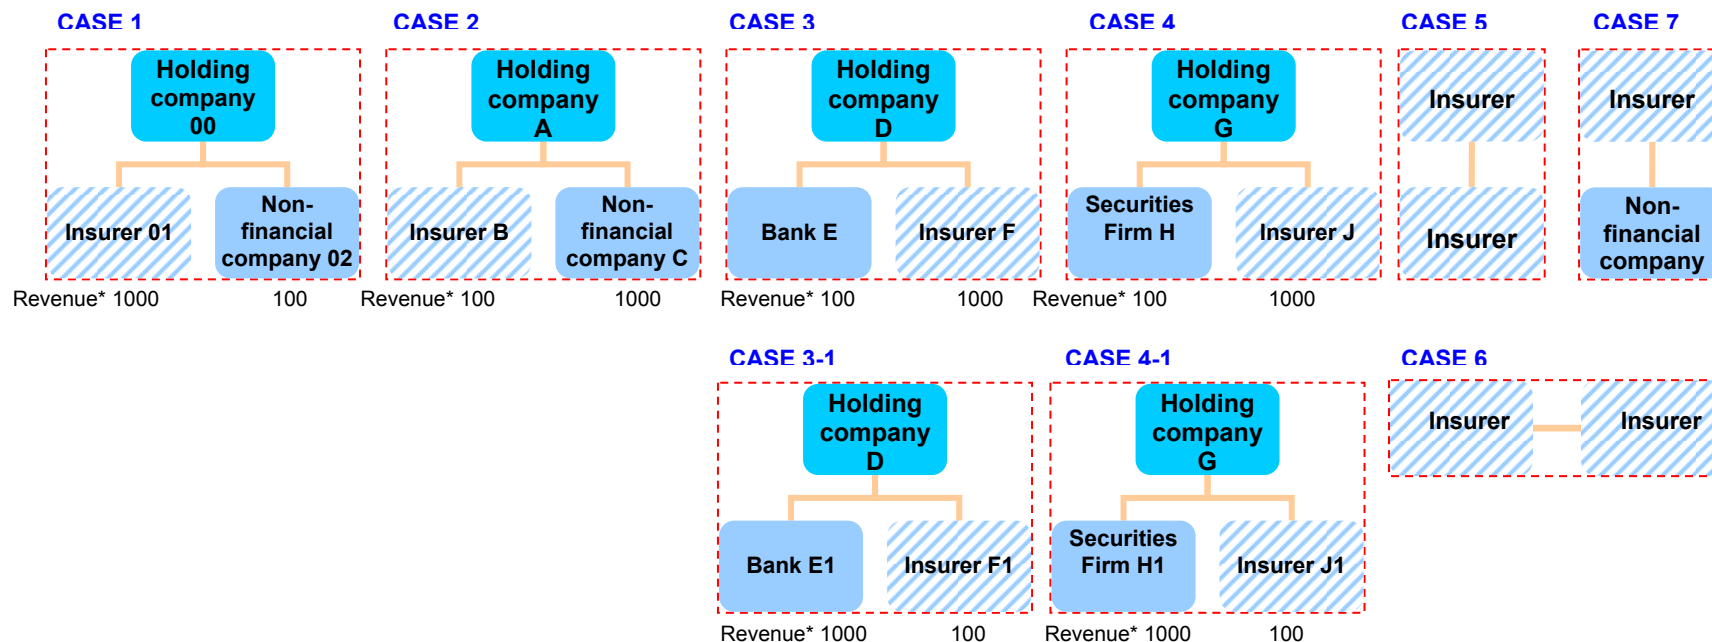 CASE 1
Holding
company
00
Insurer 01
Non-
financial
company 02
Revenue* 1000 100
CASE 2
Holding
company
A
Insurer B
Non-
financial
company C
Revenue* 100 1000
CASE 3
Holding
company
D
Bank E
Insurer F
Revenue* 100 1000
CASE 4
Holding
company
G
Securities
Firm H
Insurer J
Revenue* 100 1000
CASE 5
Insurer
Insurer
CASE 7
Insurer
Non-
financial
company
CASE 3-1
Holding
company
D
Bank E1
Insurer F1
Revenue* 1000 100
CASE 4-1
Holding
company
G
Securities
Firm H1
Insurer J1
Revenue* 1000 100
CASE 6
Insurer
Insurer